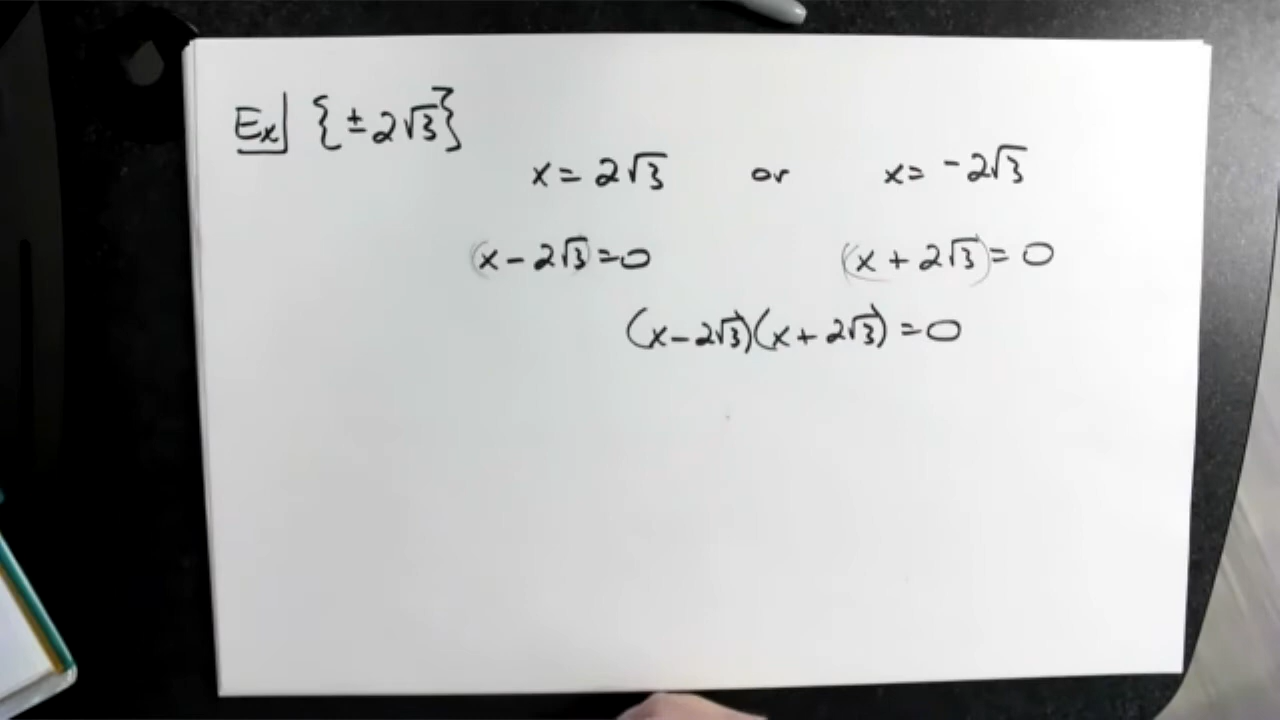 Ex {±2√3}
x = 2√3 or x = -2√3
(x - 2√3) = 0 (x + 2√3) = 0
(x - 2√3)(x + 2√3) = 0